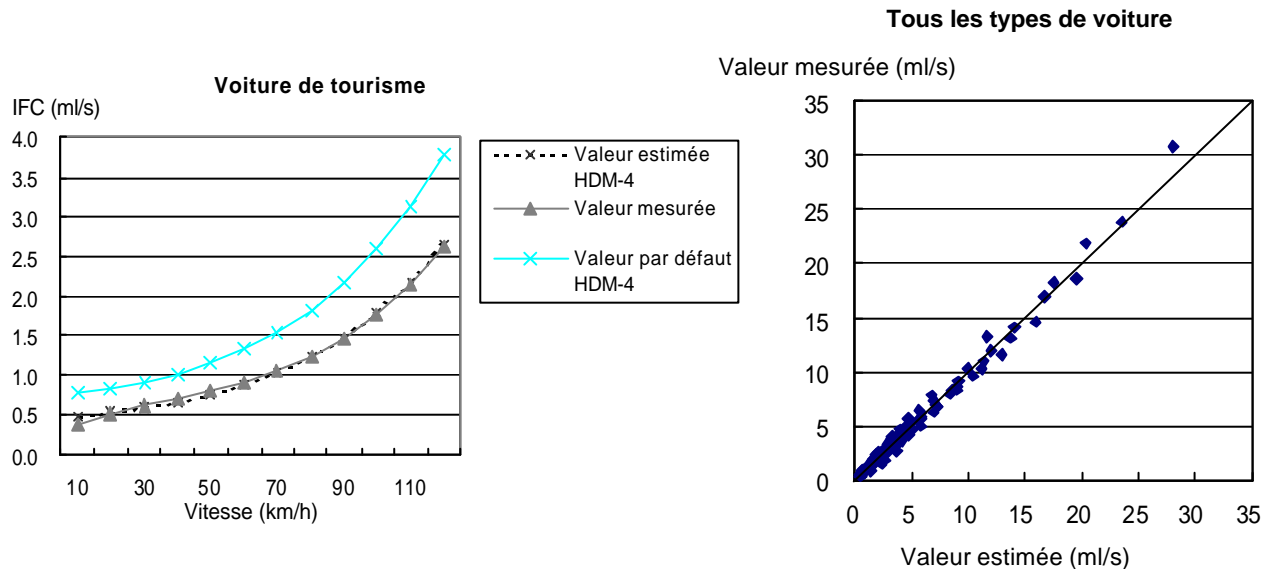 Voiture de tourisme
IFC (ml/s)
4.0
3.5
3.0
2.5
2.0
1.5
1.0
0.5
0.0
10 30 50 70 90 110
Vitesse (km/h)
Valeur estimée
HDM-4
Valeur mesurée
Valeur par défaut
HDM-4
Tous les types de voiture
Valeur mesurée (ml/s)
35
30
25
20
15
10
5
0
0 5 10 15 20 25 30 35
Valeur estimée (ml/s)